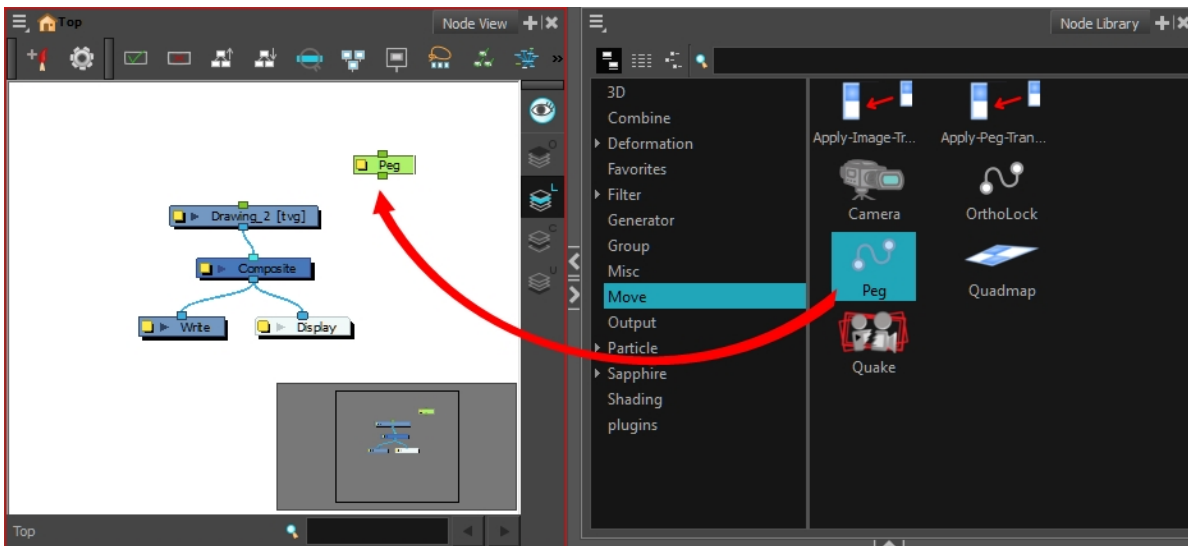 Top
Node View
Peg
Drawing_2 [tvg]
Composite
Write
Display
O
L
C
U
Top
Node Library
3D
Combine
Deformation
Favorites
Filter
Generator
Group
Misc
Move
Output
Particle
Sapphire
Shading
plugins
Apply-Image-Tr...
Apply-Peg-Tran...
Camera
OrthoLock
Peg
Quadmap
Quake